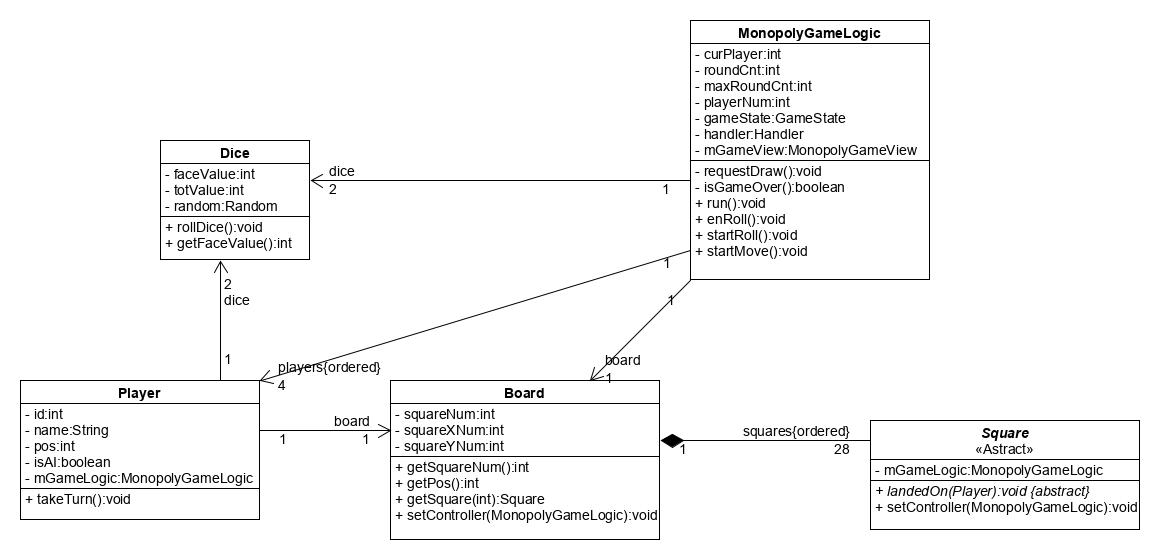 MonopolyGameLogic
- curPlayer:int
- roundCnt:int
- maxRoundCnt:int
- playerNum:int
- gameState:GameState
- handler:Handler
- mGameView:MonopolyGameView
- requestDraw():void
- isGameOver():boolean
+ run():void
+ enRoll():void
+ startRoll():void
+ startMove():void
Dice
- faceValue:int
- totValue:int
- random:Random
+ rollDice():void
+ getFaceValue():int
dice
2
1
2
dice
1
1
players{ordered}
4
1
board
1
Player
- id:int
- name:String
- pos:int
- isAI:boolean
- mGameLogic:MonopolyGameLogic
+ takeTurn():void
board
1
1
Board
- squareNum:int
- squareXNum:int
- squareYNum:int
+ getSquareNum():int
+ getPos():int
+ getSquare(int):Square
+ setController(MonopolyGameLogic):void
squares{ordered}
1
28
Square
«Astract»
- mGameLogic:MonopolyGameLogic
+ landedOn(Player):void {abstract}
+ setController(MonopolyGameLogic):void